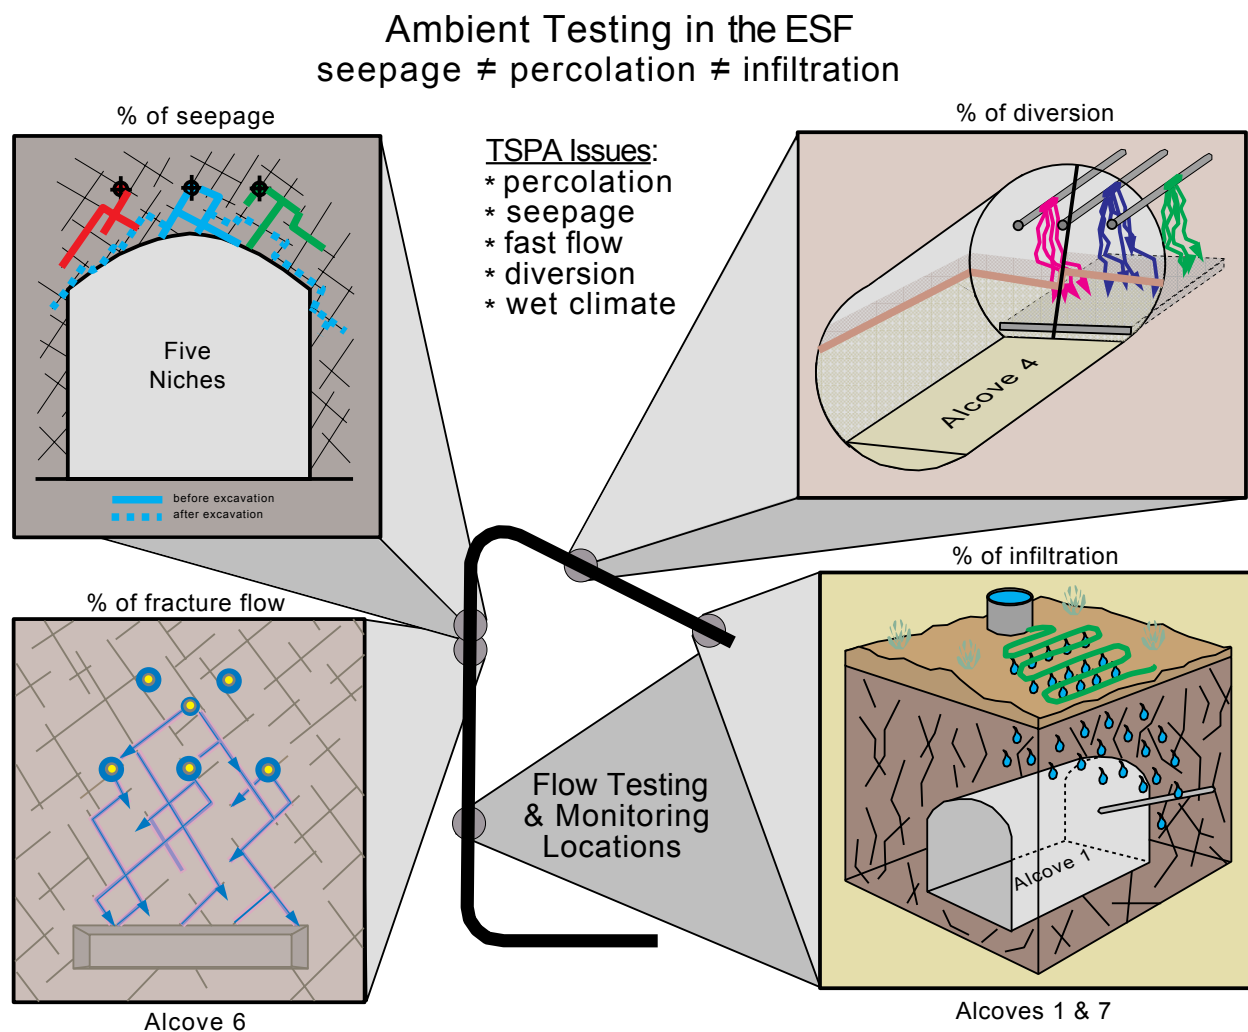 Ambient Testing in the ESF
seepage ≠ percolation ≠ infiltration
% of seepage
Five
Niches
before excavation
after excavation
TSPA Issues:
* percolation
* seepage
* fast flow
* diversion
* wet climate
% of diversion
Alcove 4
% of fracture flow
Alcove 6
Flow Testing
& Monitoring
Locations
% of infiltration
Alcove 1
Alcoves 1 & 7